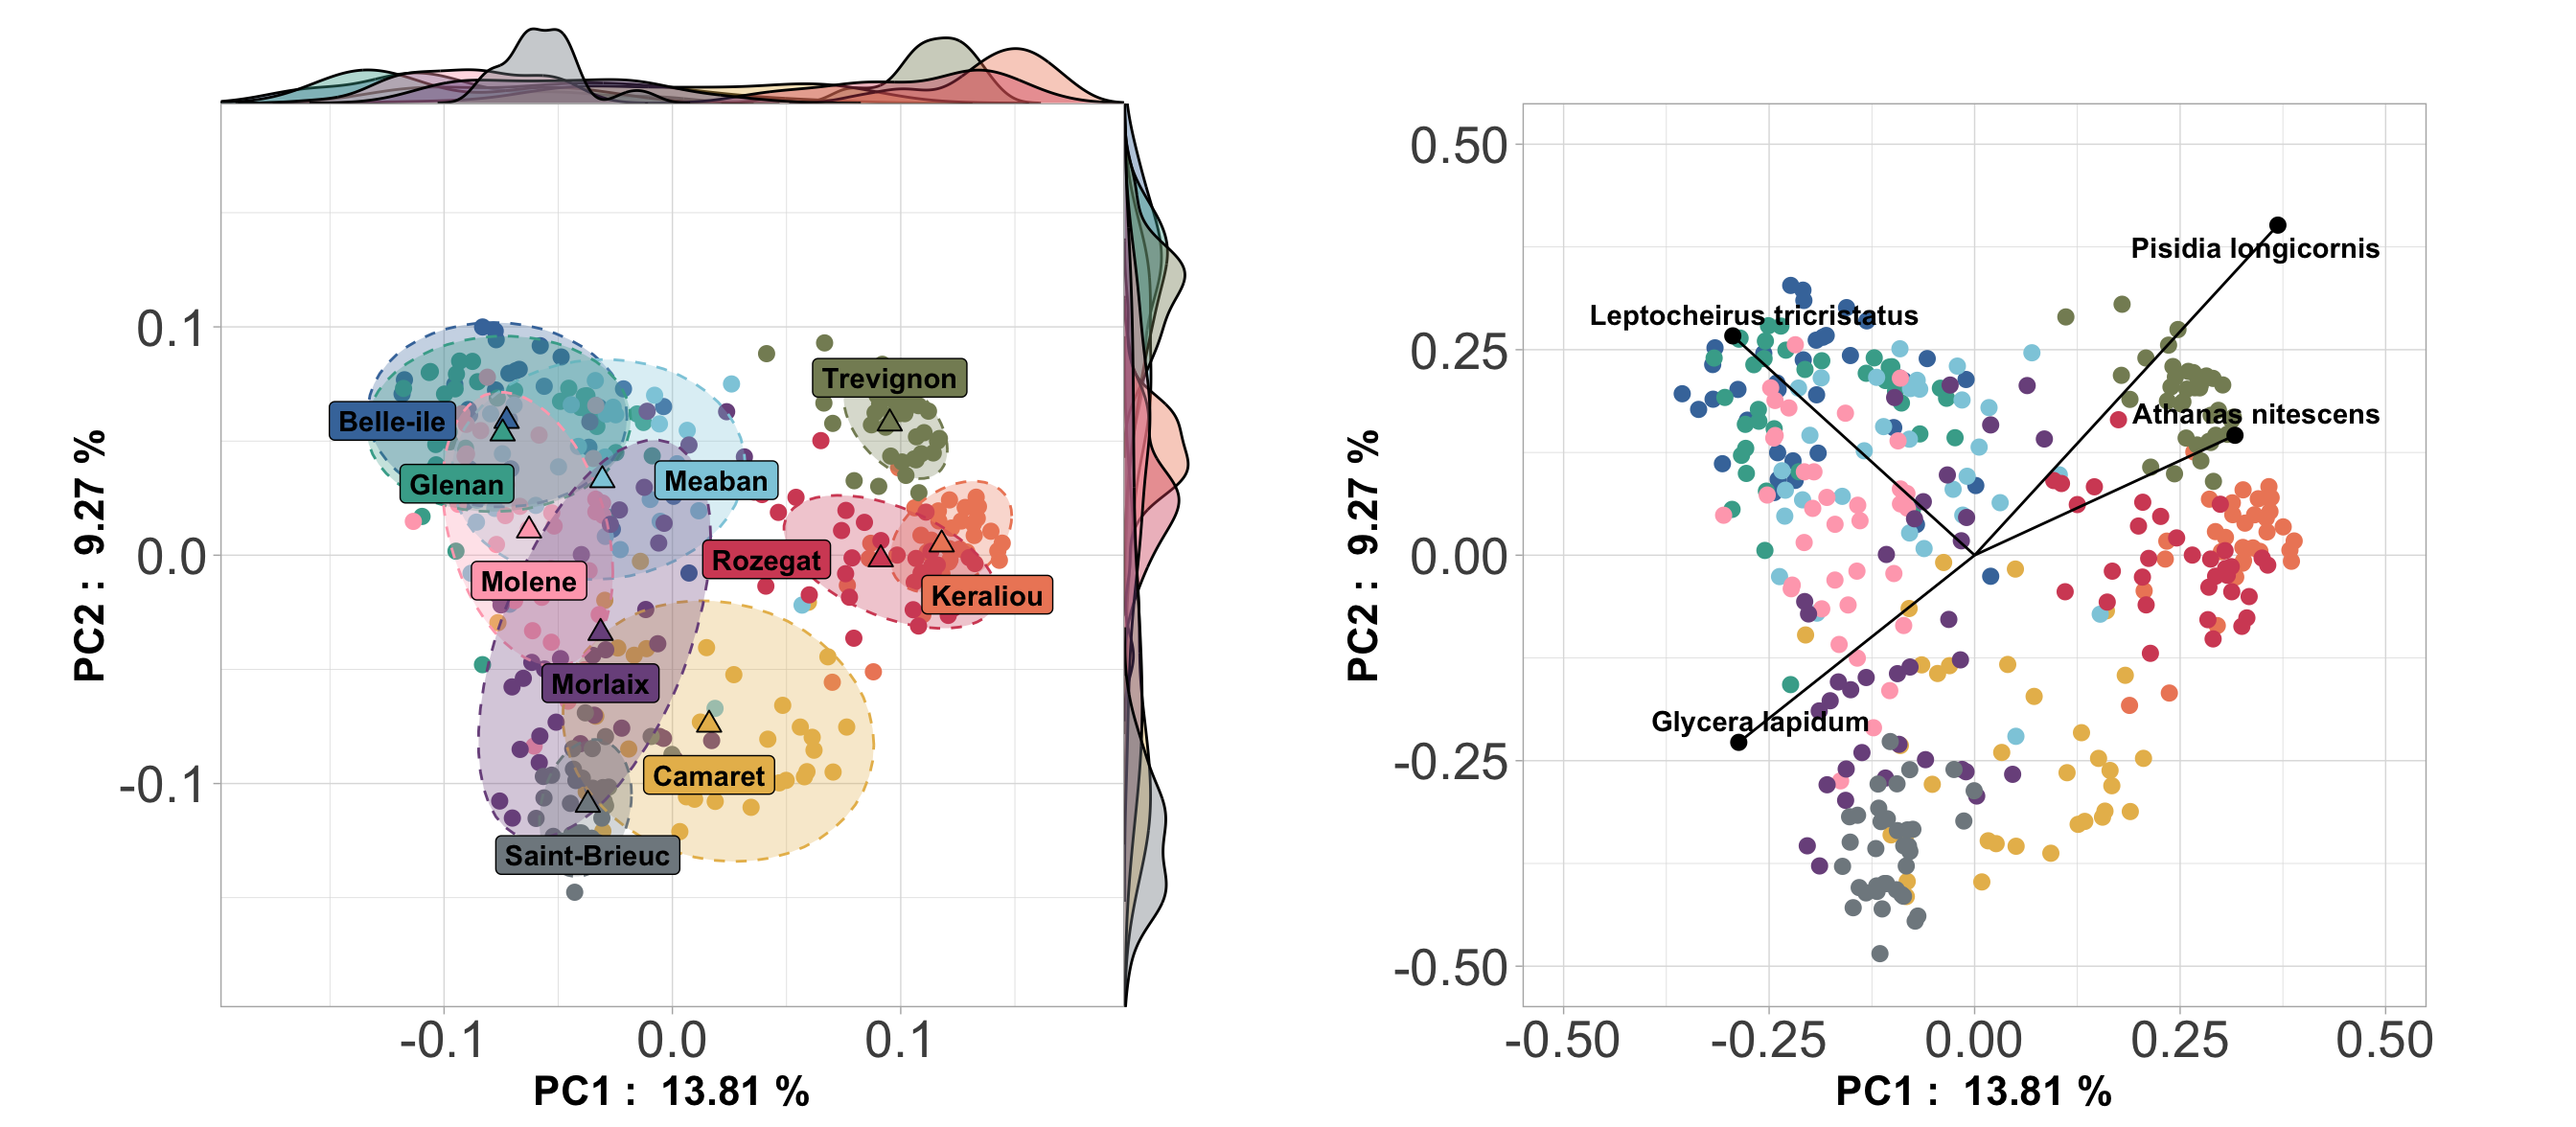 0.1
0.0
-0.1
PC2 :  9.27 %
Trevignon
Belle-ile
Glenan
Meaban
Rozegat
Molene
Keraliou
Morlaix
Camaret
Saint-Brieuc
-0.1
0.0
0.1
PC1 :  13.81 %
0.50
0.25
0.00
-0.25
-0.50
PC2 :  9.27 %
Pisidia longicornis
Leptocheirus tricristatus
Athanas nitescens
Glycera lapidum
-0.50
-0.25
0.00
0.25
0.50
PC1 :  13.81 %